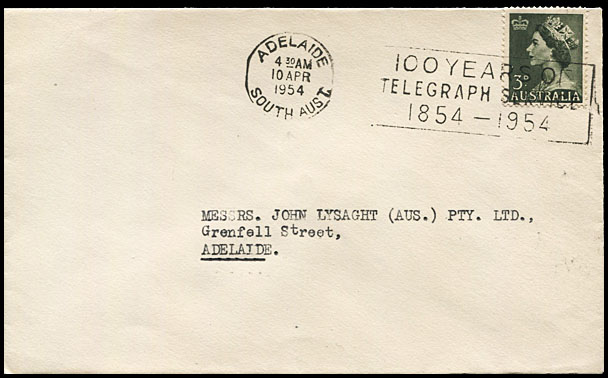 ADELAIDE
4 30 AM
10 APR
1954
SOUTH AUST.
100 YEARS OF
TELEGRAPH SERVICE
1854 - 1954
3D
AUSTRALIA
MESSRS. JOHN LYSAGHT (AUS.) PTY. LTD.,
Grenfell Street,
ADELAIDE.